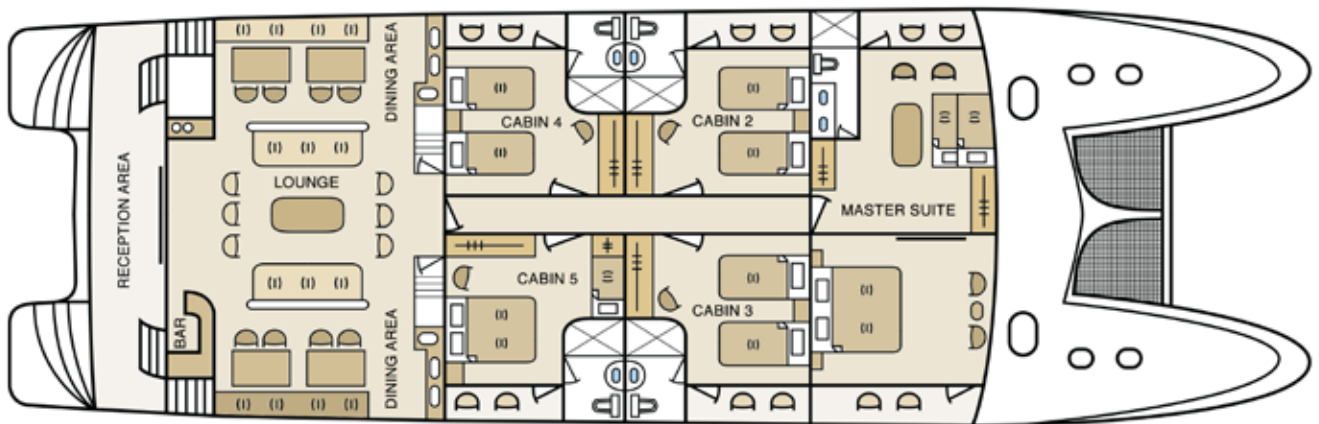 RECEPTION AREA
BAR
LOUNGE
DINING AREA
DINING AREA
CABIN 4
CABIN 2
CABIN 5
CABIN 3
MASTER SUITE